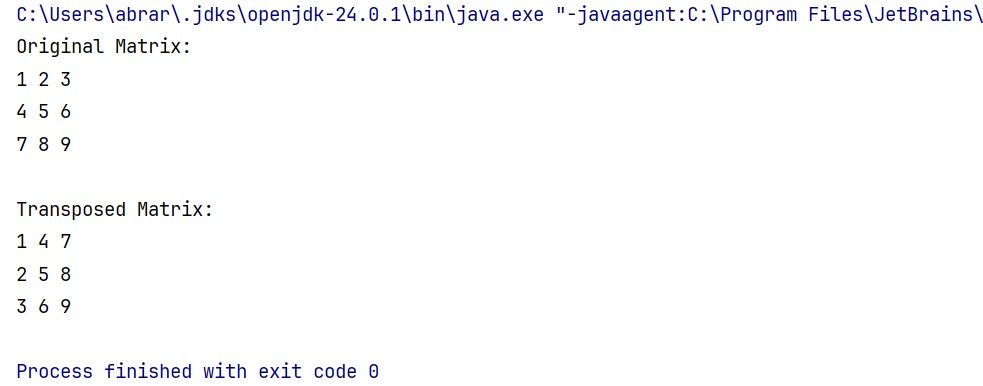 C:\Users\abrar\.jdks\openjdk-24.0.1\bin\java.exe "-javaagent:C:\Program Files\JetBrains\
Original Matrix:
1 2 3
4 5 6
7 8 9
Transposed Matrix:
1 4 7
2 5 8
3 6 9
Process finished with exit code 0